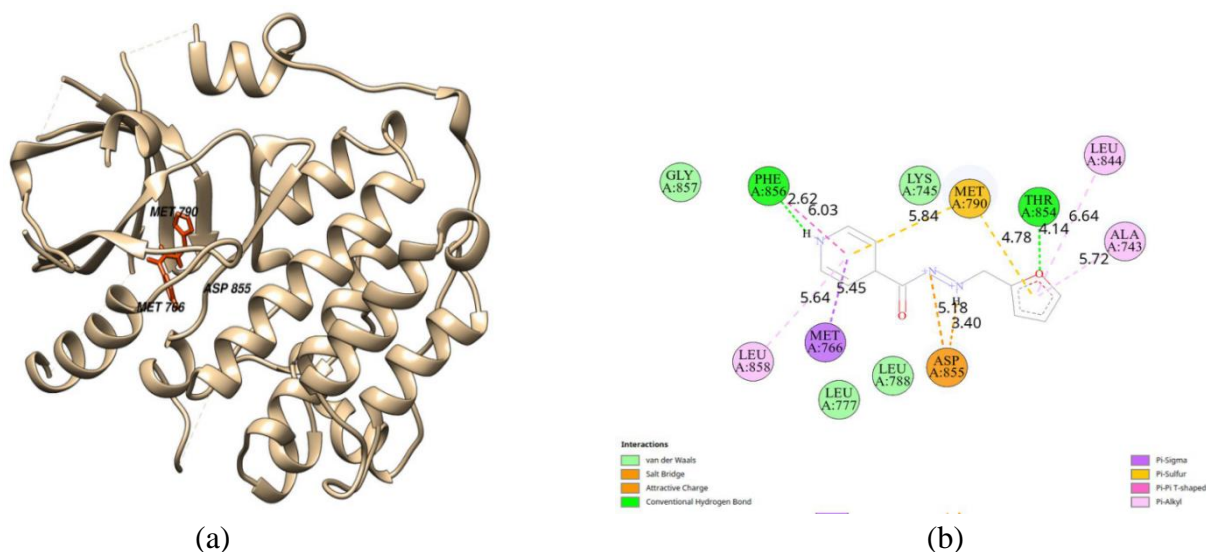 MET 790
ASP 855
MET 766
LEU
A:844
GLY
A:857
PHE
A:856
LYS
A:745
MET
A:790
THR
A:854
2.62
6.03
5.84
4.78
4.14
6.64
ALA
A:743
5.72
H
N
O
5.64
5.45
N
N
H
O
5.18
3.40
MET
A:766
LEU
A:858
LEU
A:788
ASP
A:855
LEU
A:777
Interactions
van der Waals
Salt Bridge
Attractive Charge
Conventional Hydrogen Bond
Pi-Sigma
Pi-Sulfur
Pi-Pi T-shaped
Pi-Alkyl
(a)
(b)